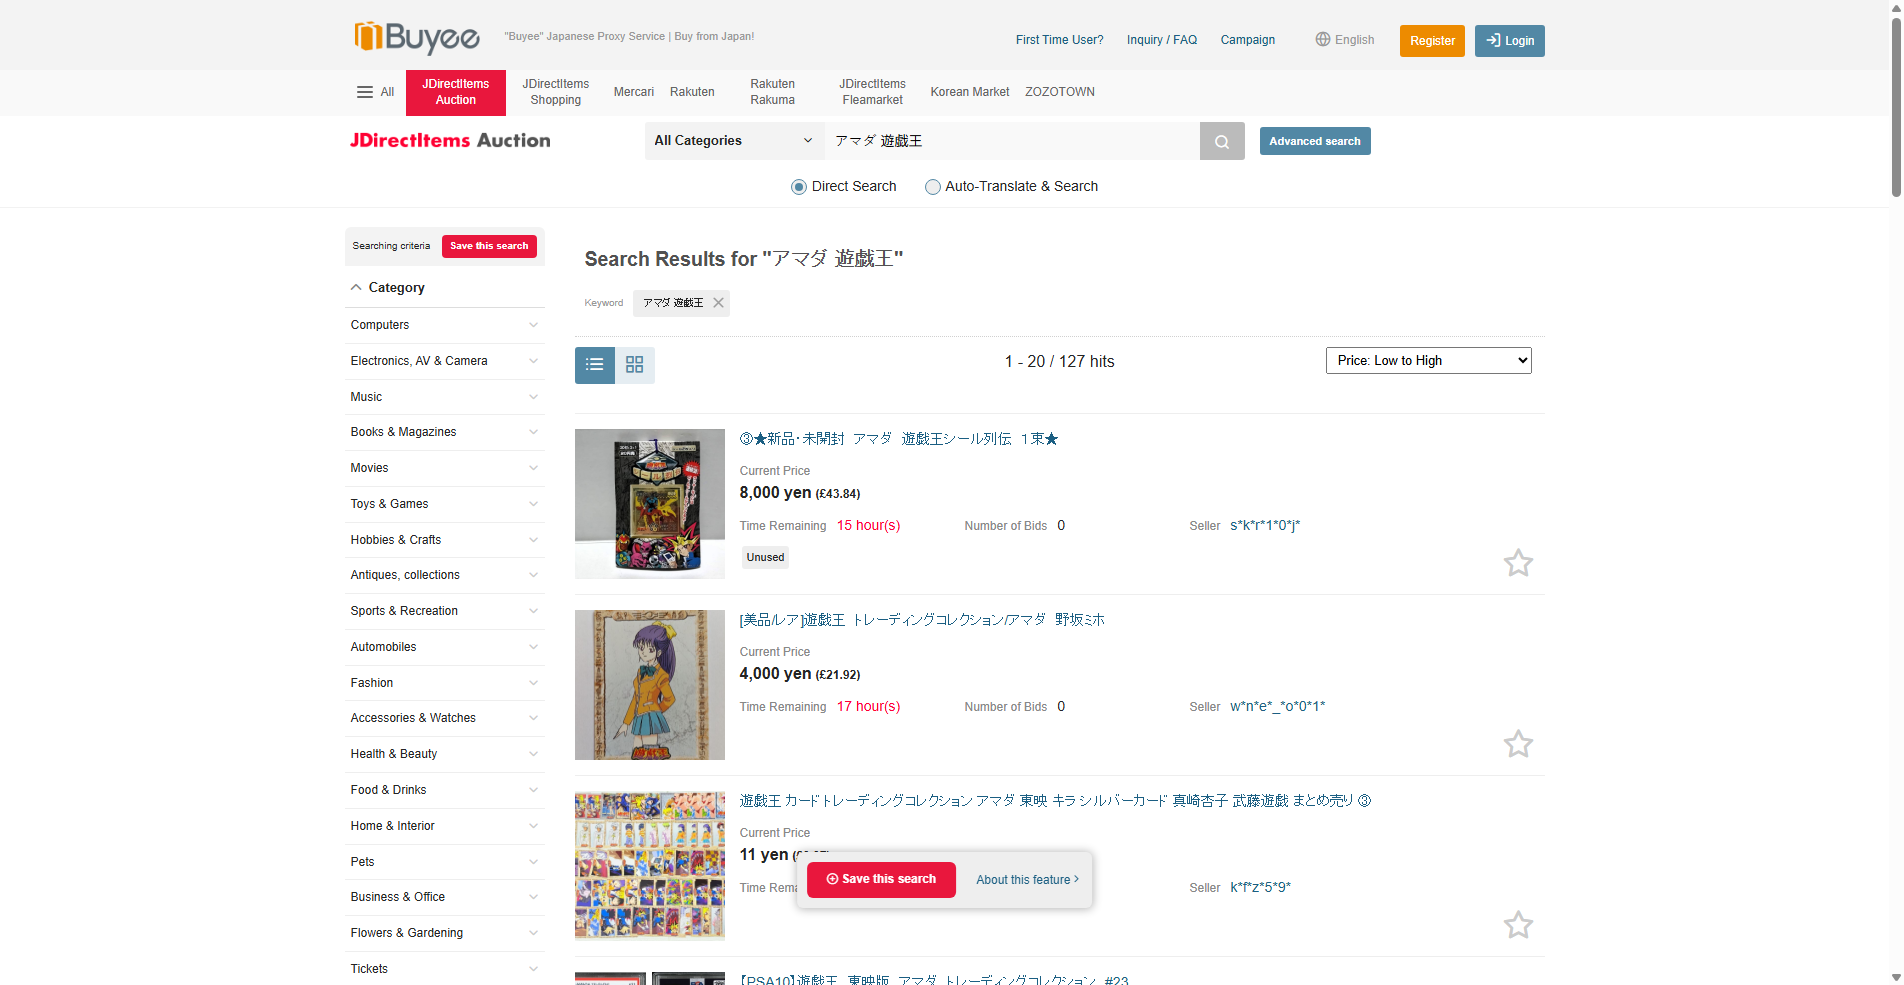 Buyee
"Buyee" Japanese Proxy Service | Buy from Japan!
First Time User?
Inquiry / FAQ
Campaign
English
Register
Login
All
JDirectItems
Auction
JDirectItems
Shopping
Mercari
Rakuten
Rakuten
Rakuma
JDirectItems
Fleamarket
Korean Market
ZOZOTOWN
JDirectItems Auction
All Categories
アマダ 遊戯王
Advanced search
Direct Search
Auto-Translate & Search
Searching criteria
Save this search
Category
Computers
Electronics, AV & Camera
Music
Books & Magazines
Movies
Toys & Games
Hobbies & Crafts
Antiques, collections
Sports & Recreation
Automobiles
Fashion
Accessories & Watches
Health & Beauty
Food & Drinks
Home & Interior
Pets
Business & Office
Flowers & Gardening
Tickets
Search Results for "アマダ 遊戯王"
Keyword
アマダ 遊戯王
1 - 20 / 127 hits
Price: Low to High
③★新品・未開封　アマダ　遊戯王シール列伝　１束★
Current Price
8,000 yen (£43.84)
Time Remaining 15 hour(s)
Number of Bids 0
Seller s*k*r*1*0*j*
Unused
[美品/レア]遊戯王　トレーディングコレクション/アマダ　野坂ミホ
Current Price
4,000 yen (£21.92)
Time Remaining 17 hour(s)
Number of Bids 0
Seller w*n*e*_*o*0*1*
遊戯王 カードトレーディングコレクション アマダ 東映 キラ シルバーカード 真崎杏子 武藤遊戯 まとめ売り ③
Current Price
11 yen
Time
Seller k*f*z*5*9*
Save this search
About this feature
【PSA10】遊戯王　東映版　アマダ　トレーディングコレクション　#23